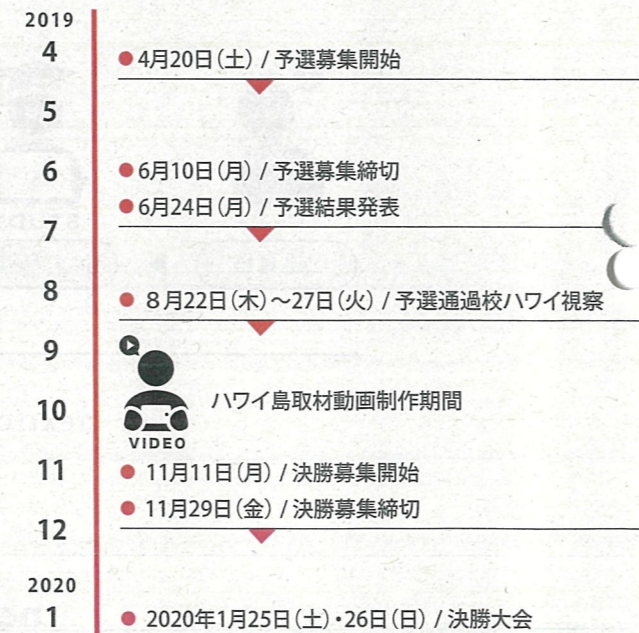 2019
4
●4月20日（土）/ 予選募集開始
5
6
●6月10日（月）/ 予選募集締切
●6月24日（月）/ 予選結果発表
7
8
● 8月22日（木）～27日（火）/ 予選通過校ハワイ視察
9
ハワイ島取材動画制作期間
10
VIDEO
11
● 11月11日（月）/ 決勝募集開始
● 11月29日（金）/ 決勝募集締切
12
2020
1
● 2020年1月25日（土）・26日（日）/ 決勝大会